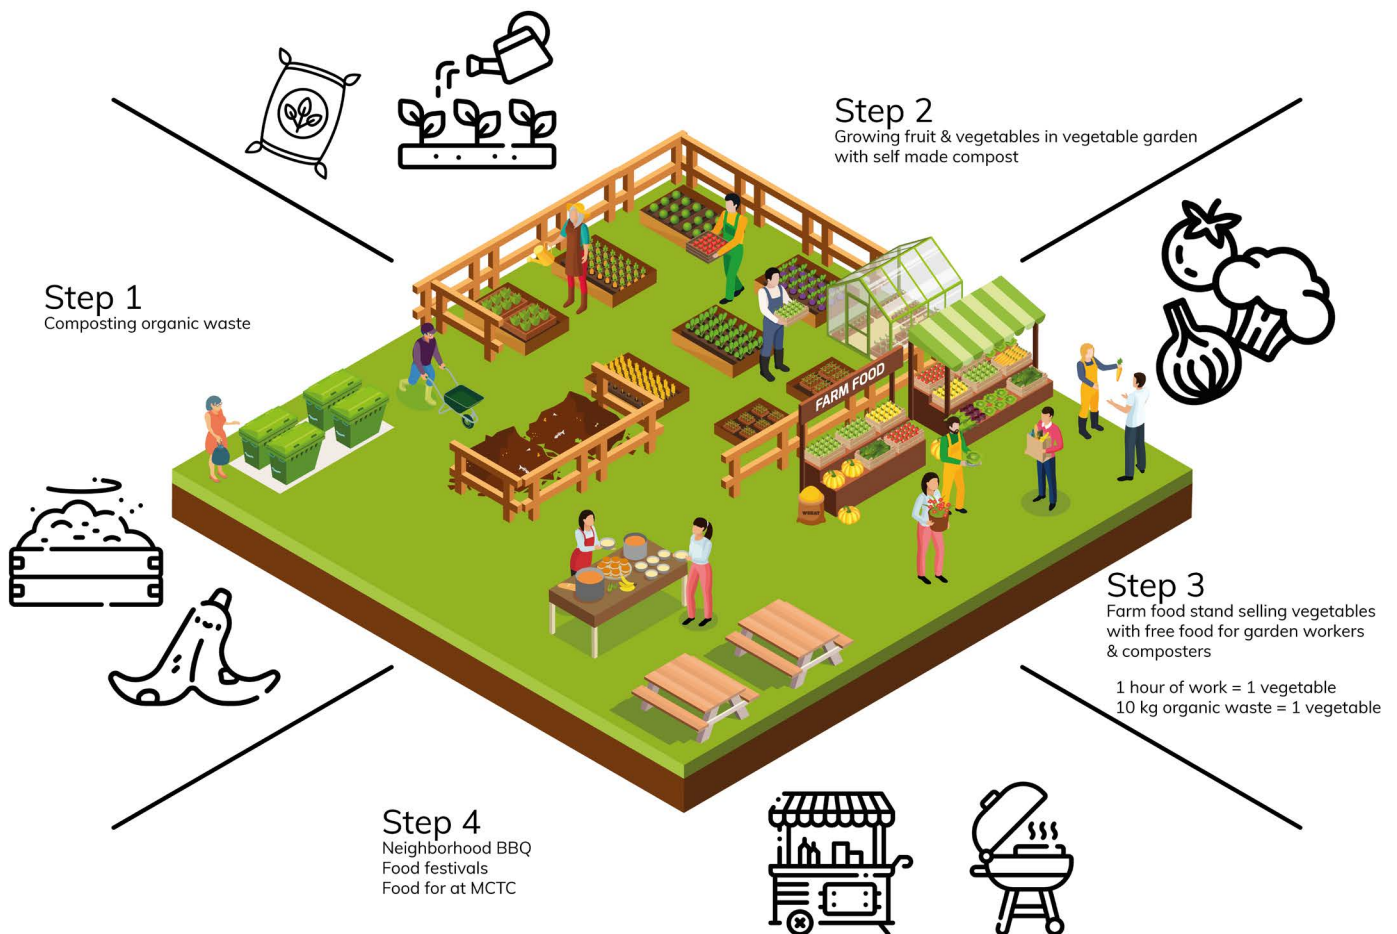 Step 1
Composting organic waste
Step 2
Growing fruit & vegetables in vegetable garden
with self made compost
FARM FOOD
WHEAT
Step 3
Farm food stand selling vegetables
with free food for garden workers
& composters
1 hour of work = 1 vegetable
10 kg organic waste = 1 vegetable
Step 4
Neighborhood BBQ
Food festivals
Food for at MCTC